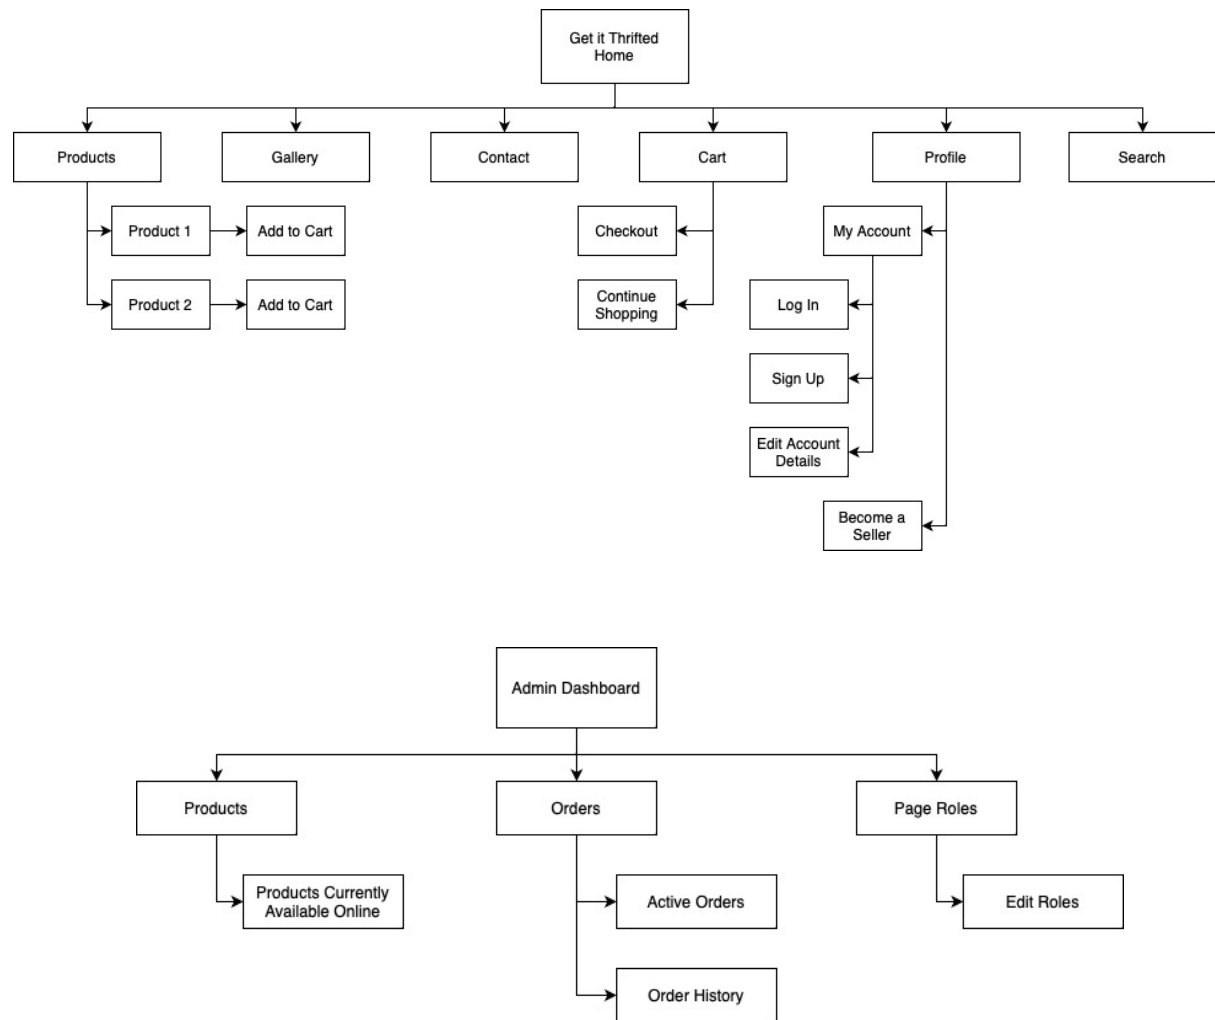 Get it Thrifted
Home
Products
Gallery
Contact
Cart
Profile
Search
Product 1
Add to Cart
Checkout
My Account
Product 2
Add to Cart
Continue
Shopping
Log In
Sign Up
Edit Account
Details
Become a
Seller
Admin Dashboard
Products
Orders
Page Roles
Products Currently
Available Online
Active Orders
Edit Roles
Order History